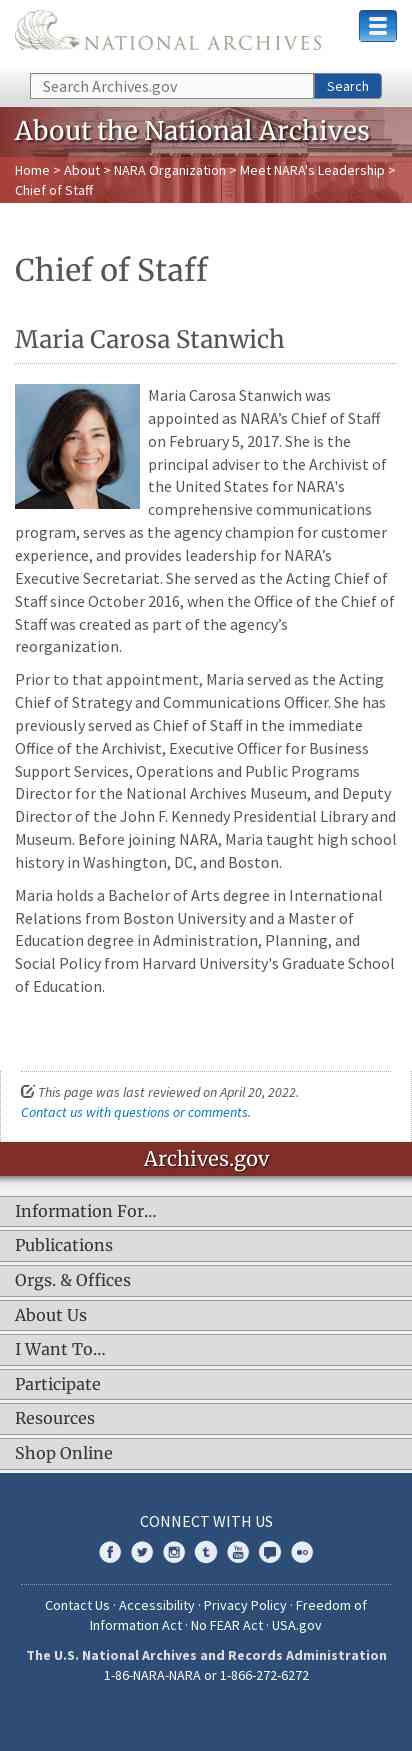 NATIONAL ARCHIVES
Search Archives.gov
Search
About the National Archives
Home > About > NARA Organization > Meet NARA's Leadership >
Chief of Staff
Chief of Staff
Maria Carosa Stanwich
Maria Carosa Stanwich was
appointed as NARA’s Chief of Staff
on February 5, 2017. She is the
principal adviser to the Archivist of
the United States for NARA's
comprehensive communications
program, serves as the agency champion for customer
experience, and provides leadership for NARA’s
Executive Secretariat. She served as the Acting Chief of
Staff since October 2016, when the Office of the Chief of
Staff was created as part of the agency’s
reorganization.
Prior to that appointment, Maria served as the Acting
Chief of Strategy and Communications Officer. She has
previously served as Chief of Staff in the immediate
Office of the Archivist, Executive Officer for Business
Support Services, Operations and Public Programs
Director for the National Archives Museum, and Deputy
Director of the John F. Kennedy Presidential Library and
Museum. Before joining NARA, Maria taught high school
history in Washington, DC, and Boston.
Maria holds a Bachelor of Arts degree in International
Relations from Boston University and a Master of
Education degree in Administration, Planning, and
Social Policy from Harvard University's Graduate School
of Education.
This page was last reviewed on April 20, 2022.
Contact us with questions or comments.
Archives.gov
Information For…
Publications
Orgs. & Offices
About Us
I Want To…
Participate
Resources
Shop Online
CONNECT WITH US
Contact Us · Accessibility · Privacy Policy · Freedom of
Information Act · No FEAR Act · USA.gov
The U.S. National Archives and Records Administration
1-86-NARA-NARA or 1-866-272-6272